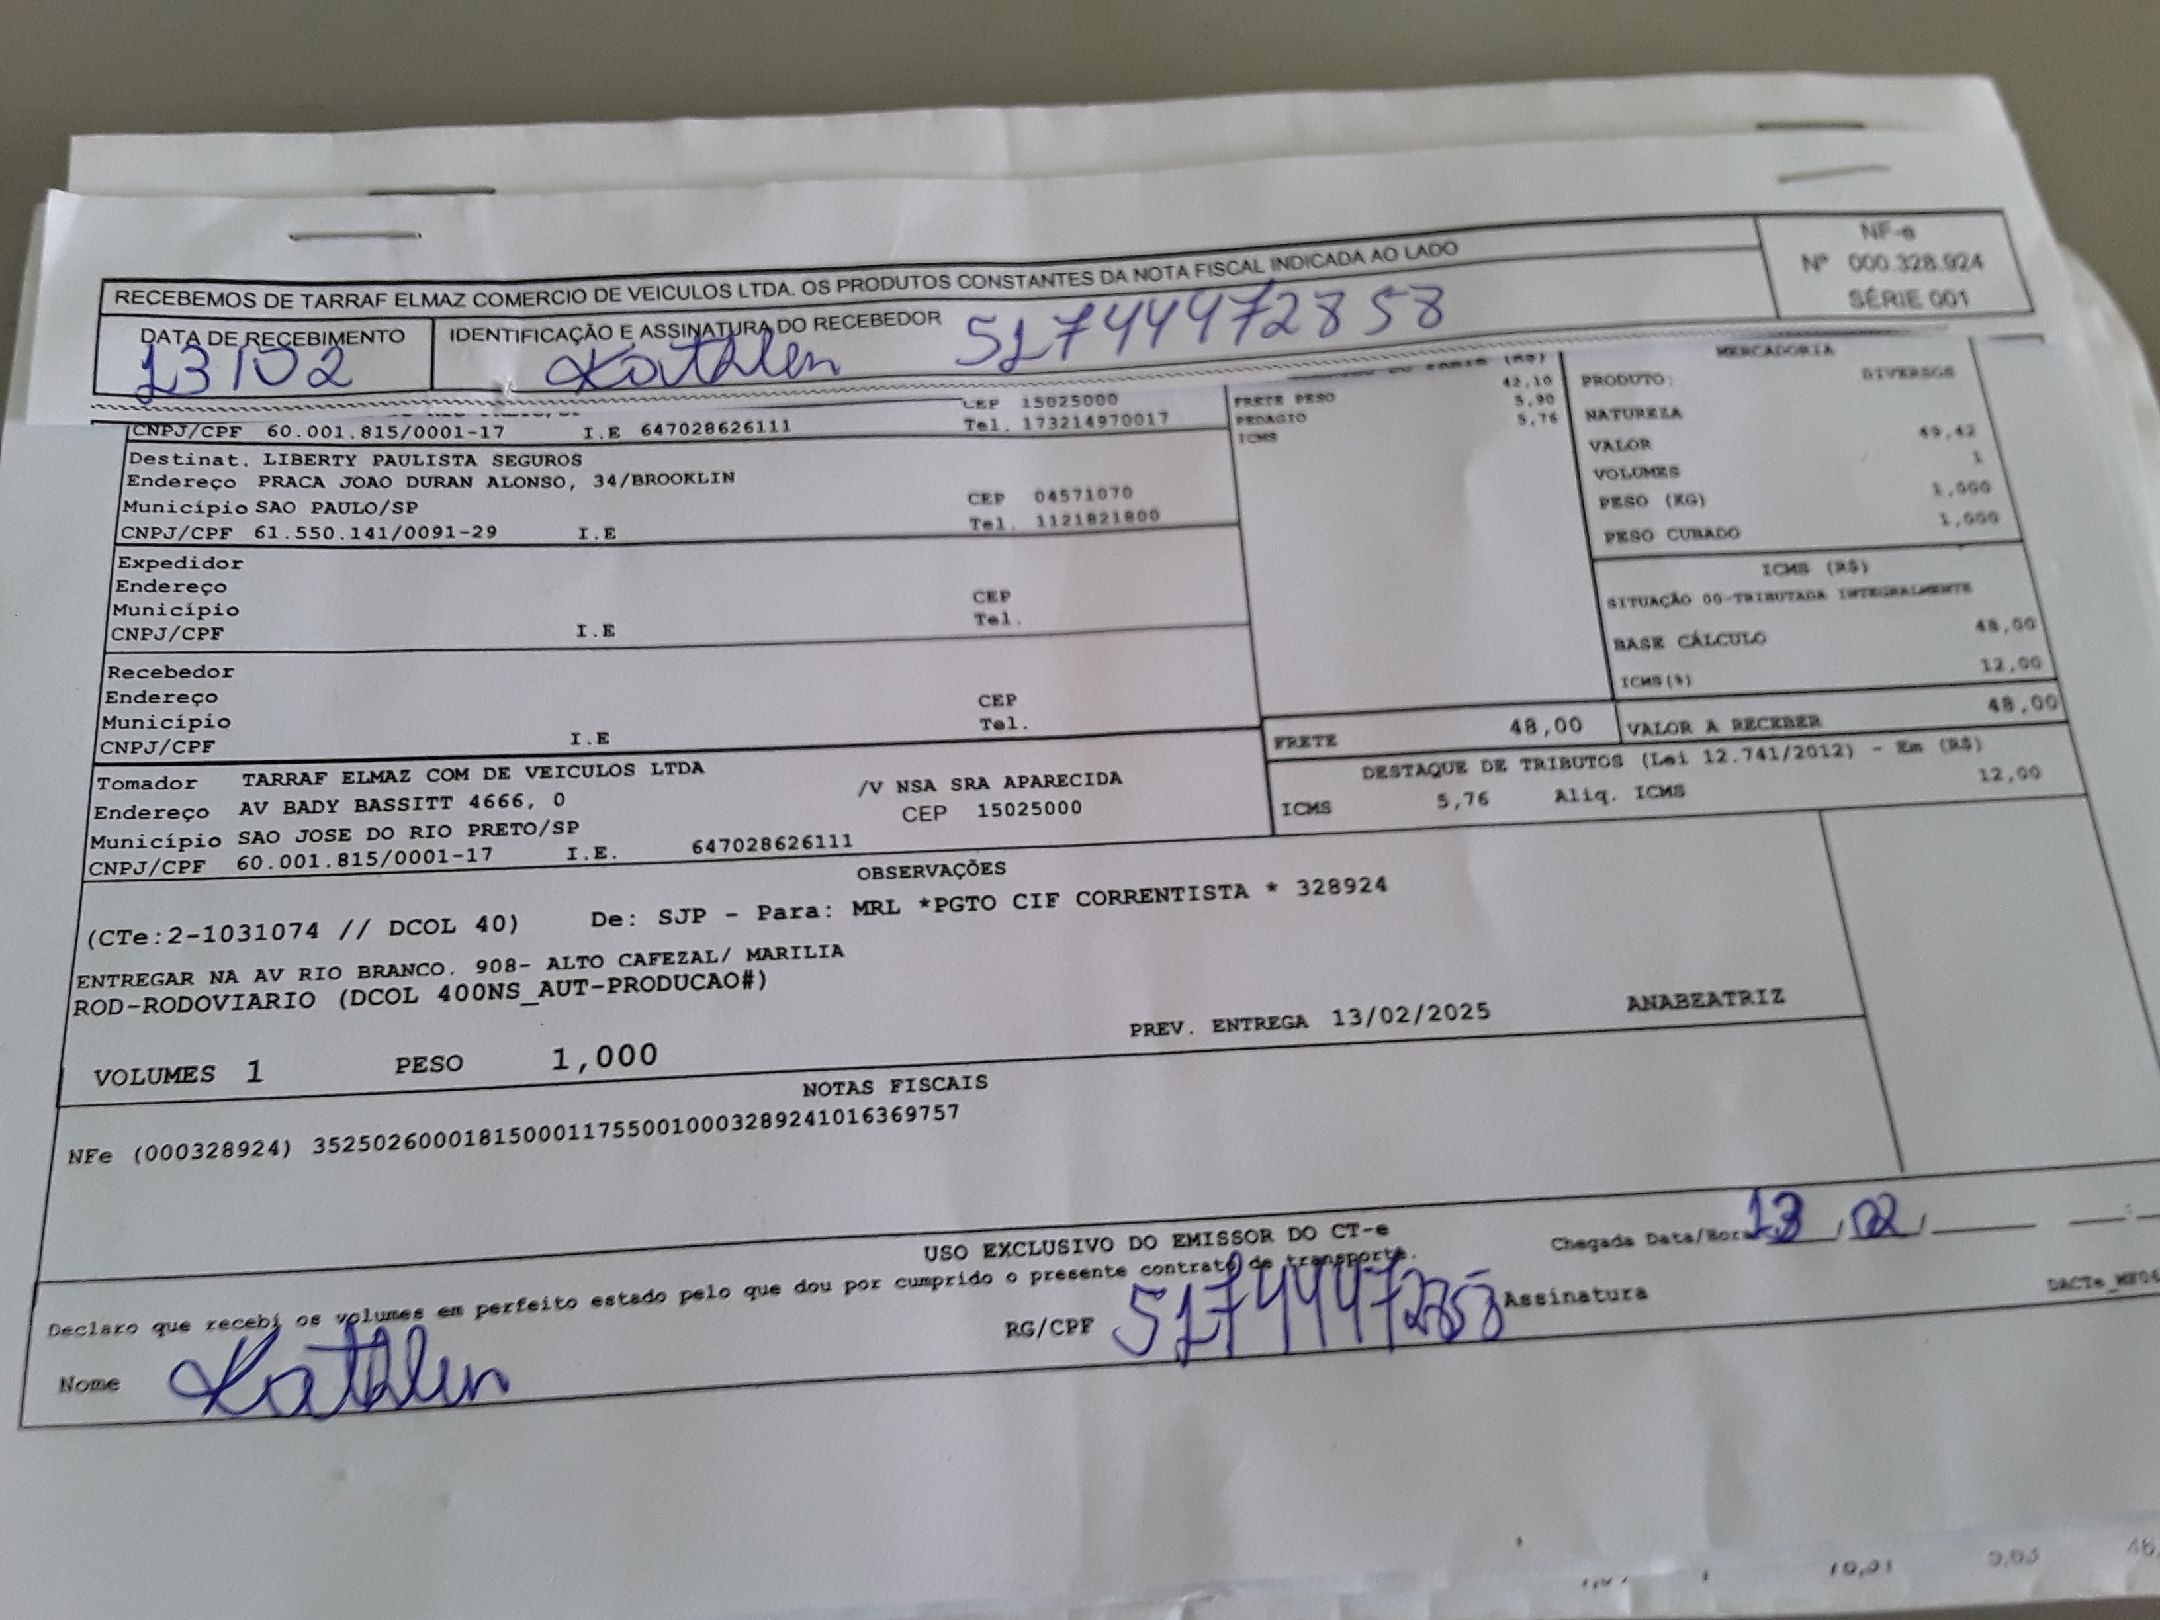 RECEBEMOS DE TARRAF ELMAZ COMERCIO DE VEICULOS LTDA. OS PRODUTOS CONSTANTES DA NOTA FISCAL INDICADA AO LADO
NF-e
Nº 000.328.924
SÉRIE 001
DATA DE RECEBIMENTO
13/02
IDENTIFICAÇÃO E ASSINATURA DO RECEBEDOR
Kathlen 51744472858
CEP 15025000
CNPJ/CPF 60.001.815/0001-17 I.E 647028626111 Tel. 173214970017
Destinat. LIBERTY PAULISTA SEGUROS
Endereço PRACA JOAO DURAN ALONSO, 34/BROOKLIN
Município SAO PAULO/SP CEP 04571070
CNPJ/CPF 61.550.141/0091-29 I.E Tel. 1121821800
Expedidor
Endereço
Município CEP
CNPJ/CPF I.E Tel.
Recebedor
Endereço
Município CEP
CNPJ/CPF I.E Tel.
Tomador TARRAF ELMAZ COM DE VEICULOS LTDA
Endereço AV BADY BASSITT 4666, 0 /V NSA SRA APARECIDA
Município SAO JOSE DO RIO PRETO/SP CEP 15025000
CNPJ/CPF 60.001.815/0001-17 I.E. 647028626111
(R$)
FRETE PESO 42,10
PEDAGIO 5,90
ICMS 5,76
MERCADORIA
PRODUTO: DIVERSOS
NATUREZA
VALOR 49,42
VOLUMES 1
PESO (KG) 1,000
PESO CUBADO 1,000
ICMS (R$)
SITUAÇÃO 00-TRIBUTADA INTEGRALMENTE
BASE CÁLCULO 48,00
ICMS(%) 12,00
FRETE 48,00 VALOR A RECEBER 48,00
DESTAQUE DE TRIBUTOS (Lei 12.741/2012) - Em (R$)
ICMS 5,76 Aliq. ICMS 12,00
OBSERVAÇÕES
(CTe:2-1031074 // DCOL 40) De: SJP - Para: MRL *PGTO CIF CORRENTISTA * 328924
ENTREGAR NA AV RIO BRANCO. 908- ALTO CAFEZAL/ MARILIA
ROD-RODOVIARIO (DCOL 400NS_AUT-PRODUCAO#)
VOLUMES 1 PESO 1,000 PREV. ENTREGA 13/02/2025 ANABEATRIZ
NOTAS FISCAIS
NFe (000328924) 35250260001815000117550010003289241016369757
USO EXCLUSIVO DO EMISSOR DO CT-e
Declaro que recebi os volumes em perfeito estado pelo que dou por cumprido o presente contrato de transporte.
Chegada Data/Hora 13/02/
Nome Kathlen RG/CPF 51744472858 Assinatura